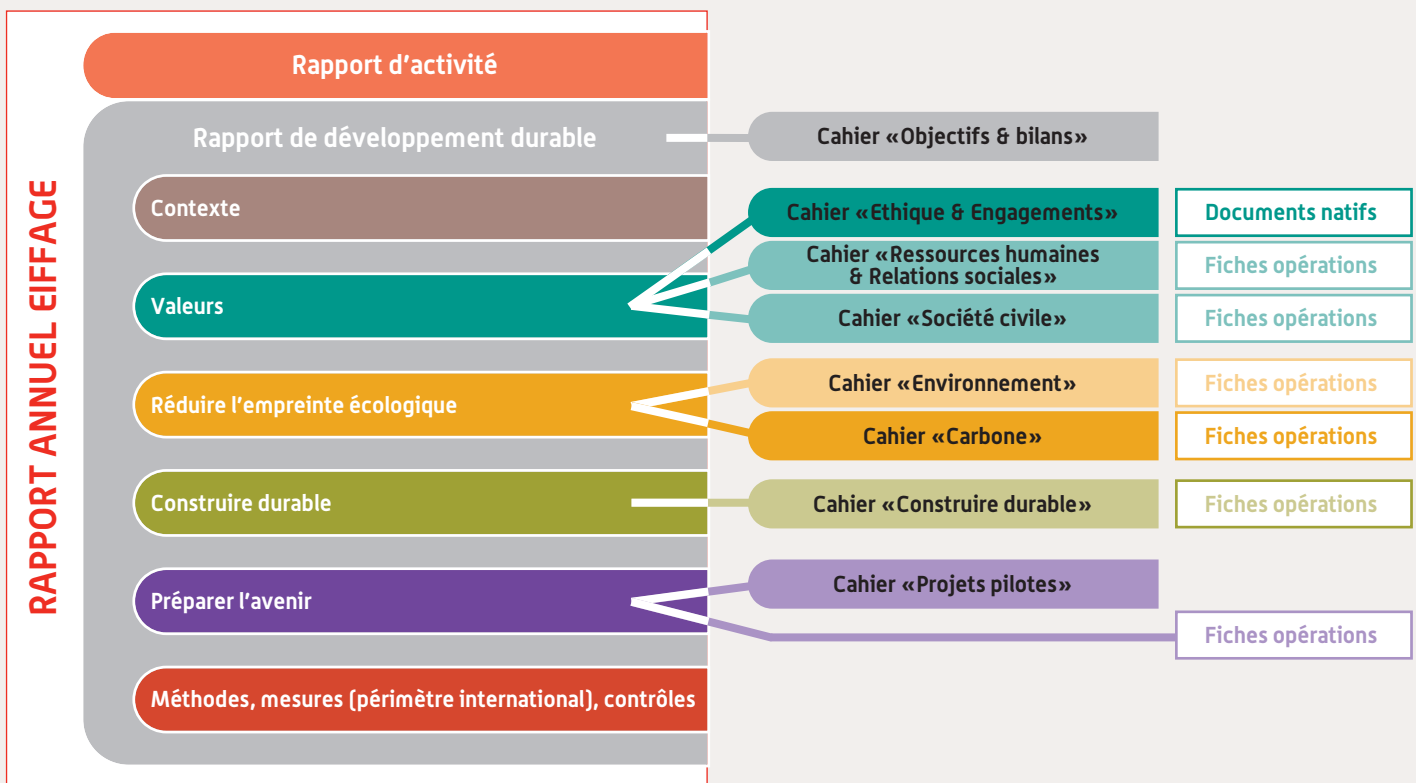 RAPPORT ANNUEL EIFFAGE
Rapport d’activité
Rapport de développement durable
Cahier «Objectifs & bilans»
Contexte
Cahier «Ethique & Engagements»
Documents natifs
Valeurs
Cahier «Ressources humaines
& Relations sociales»
Fiches opérations
Cahier «Société civile»
Fiches opérations
Réduire l’empreinte écologique
Cahier «Environnement»
Fiches opérations
Cahier «Carbone»
Fiches opérations
Construire durable
Cahier «Construire durable»
Fiches opérations
Préparer l’avenir
Cahier «Projets pilotes»
Fiches opérations
Méthodes, mesures (périmètre international), contrôles